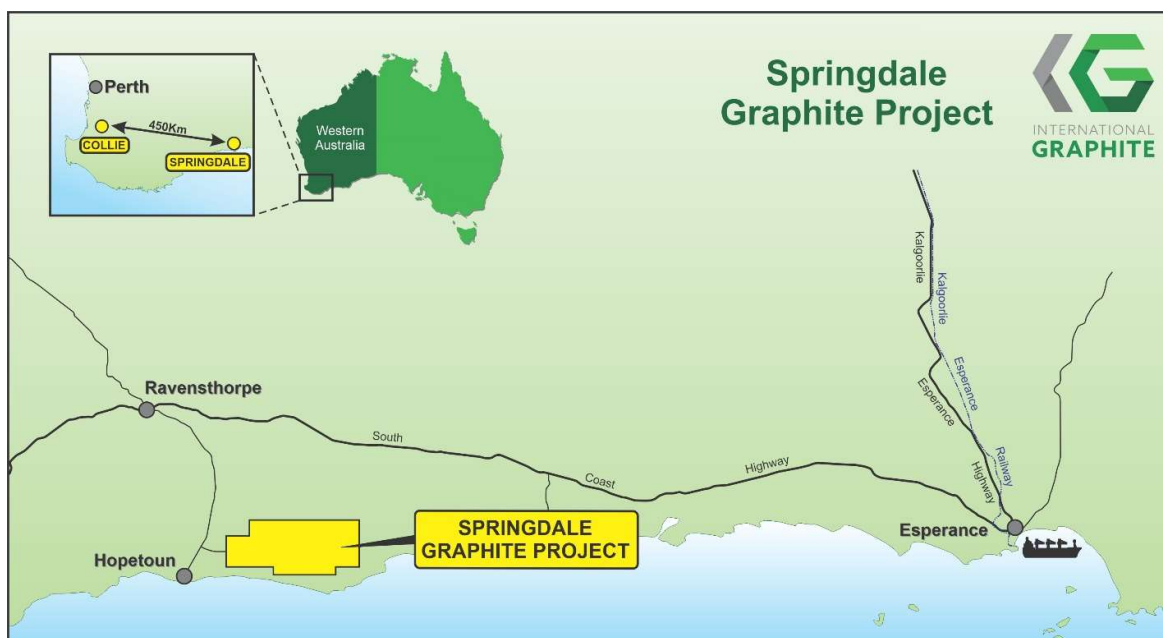 Perth
450Km
COLLIE
SPRINGDALE
Western
Australia
Springdale
Graphite Project
INTERNATIONAL
GRAPHITE
Kalgoorlie
Kalgoorlie
Esperance
Esperance
Railway
Highway
Ravensthorpe
South
Coast
Highway
SPRINGDALE
GRAPHITE PROJECT
Hopetoun
Esperance